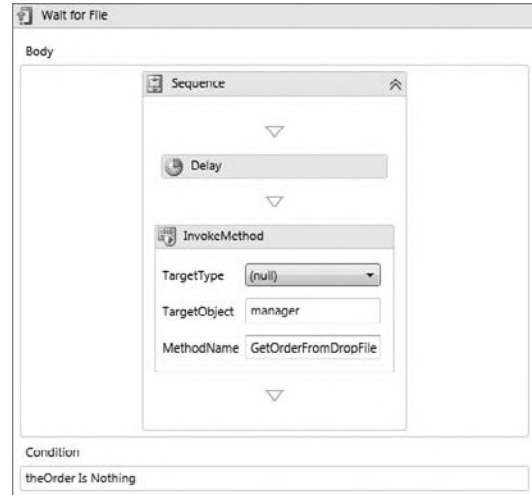 Wait for File
Body
Sequence
Delay
InvokeMethod
TargetType (null)
TargetObject manager
MethodName GetOrderFromDropFile
Condition
theOrder Is Nothing